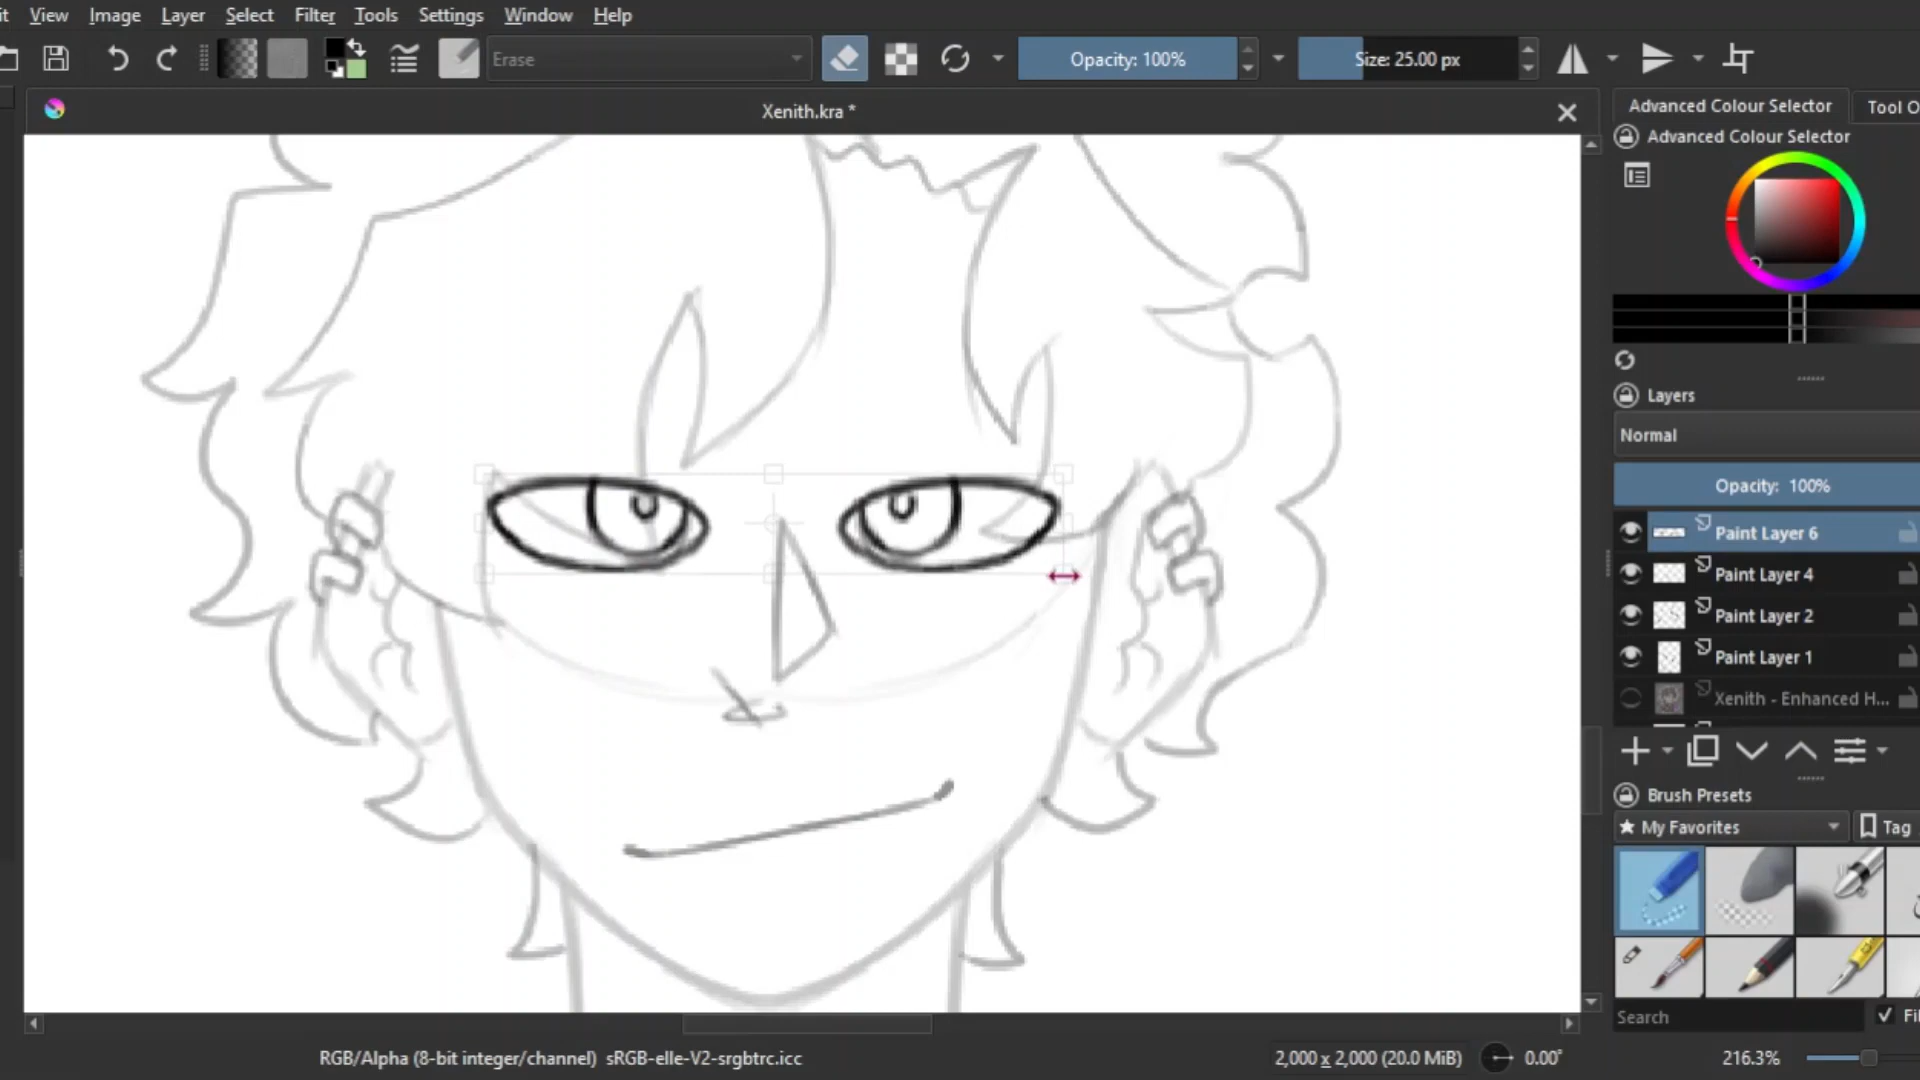 it View Image Layer Select Filter Tools Settings Window Help
Erase Opacity: 100% Size: 25.00 px
Xenith.kra *
Advanced Colour Selector Tool O
Advanced Colour Selector
Layers
Normal
Opacity: 100%
Paint Layer 6
Paint Layer 4
Paint Layer 2
Paint Layer 1
Xenith - Enhanced H...
Brush Presets
★ My Favorites Tag
Search Fil
RGB/Alpha (8-bit integer/channel) sRGB-elle-V2-srgbtrc.icc 2,000 x 2,000 (20.0 MiB) 0.00° 216.3%